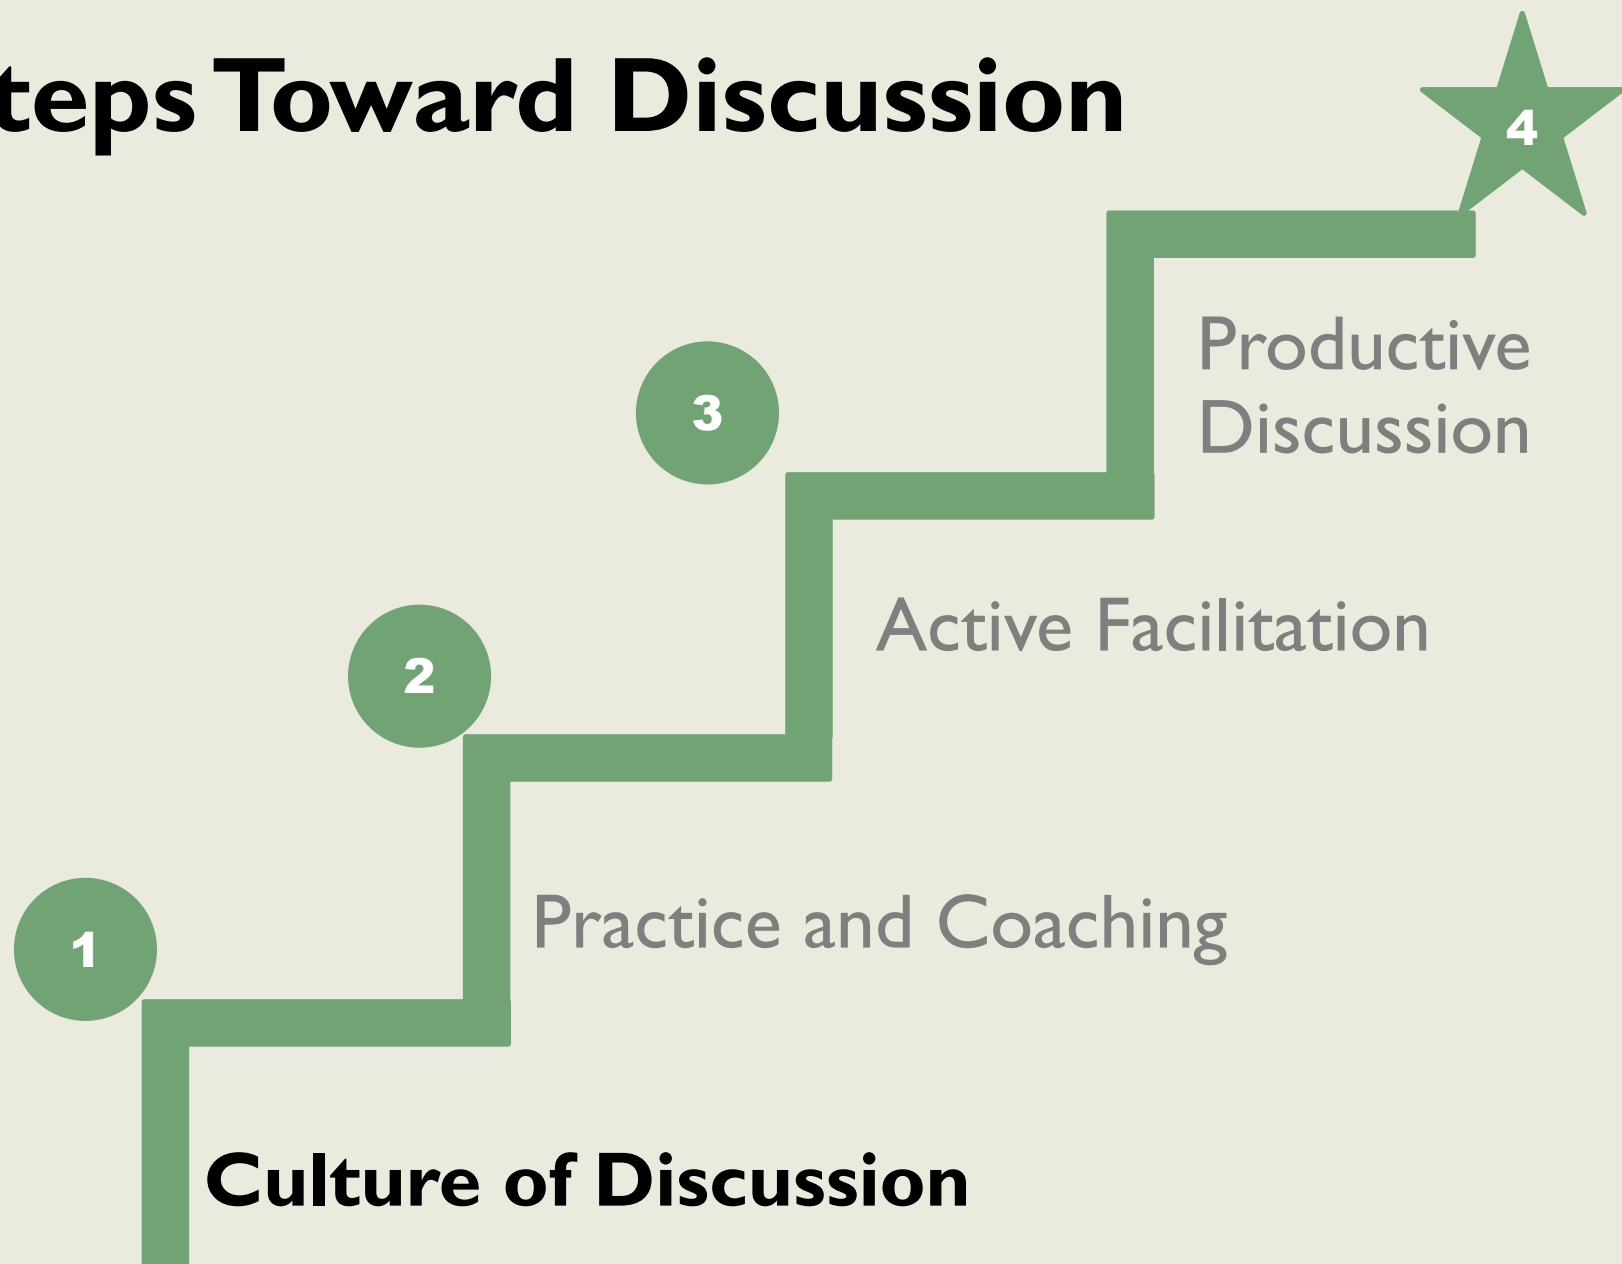 teps Toward Discussion
4
Productive
Discussion
3
Active Facilitation
2
Practice and Coaching
1
Culture of Discussion